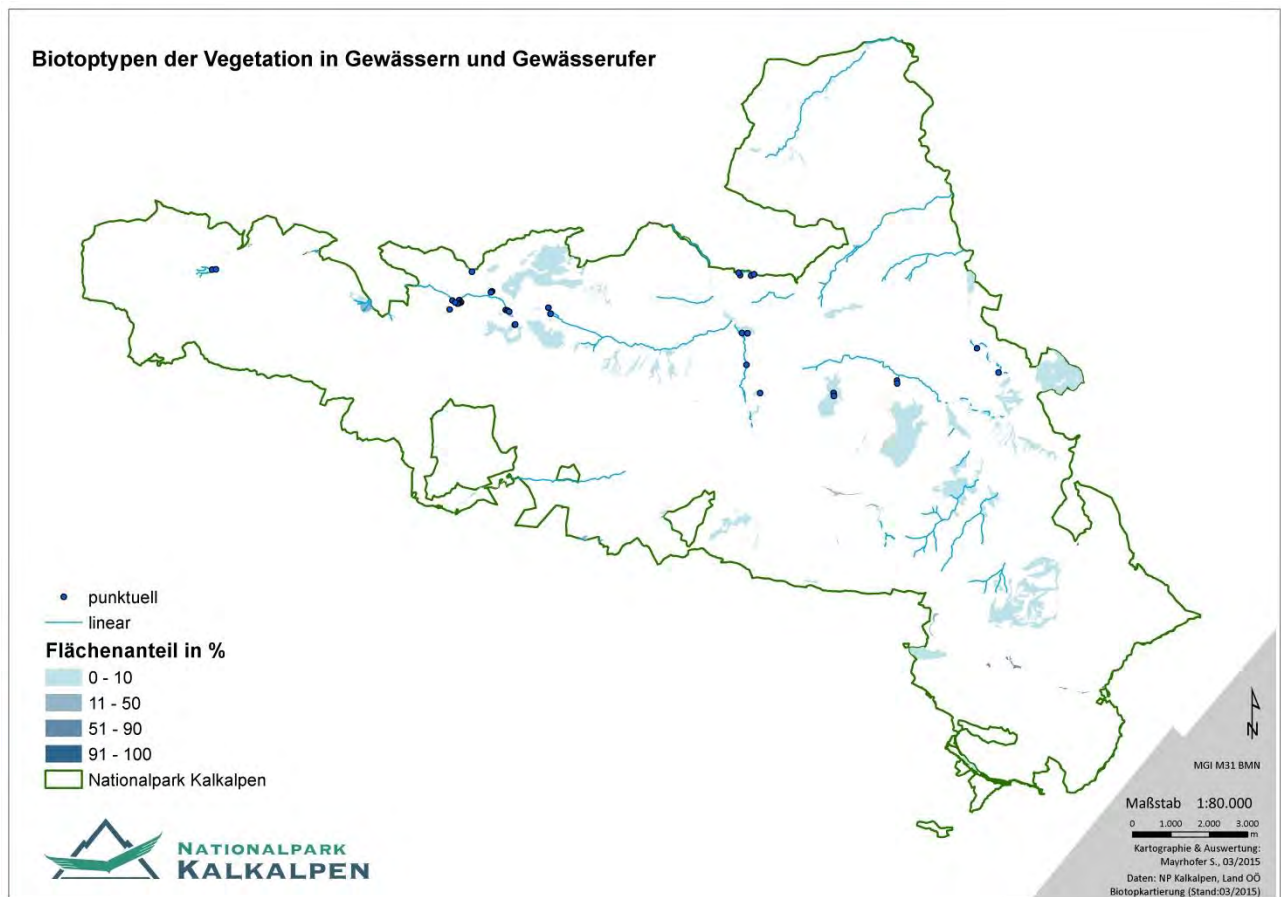 Biotoptypen der Vegetation in Gewässern und Gewässerufer
punktuell
linear
Flächenanteil in %
0 - 10
11 - 50
51 - 90
91 - 100
Nationalpark Kalkalpen
NATIONALPARK
KALKALPEN
N
MGI M31 BMN
Maßstab 1:80.000
0 1.000 2.000 3.000
m
Kartographie & Auswertung:
Mayrhofer S., 03/2015
Daten: NP Kalkalpen, Land OÖ
Biotopkartierung (Stand:03/2015)